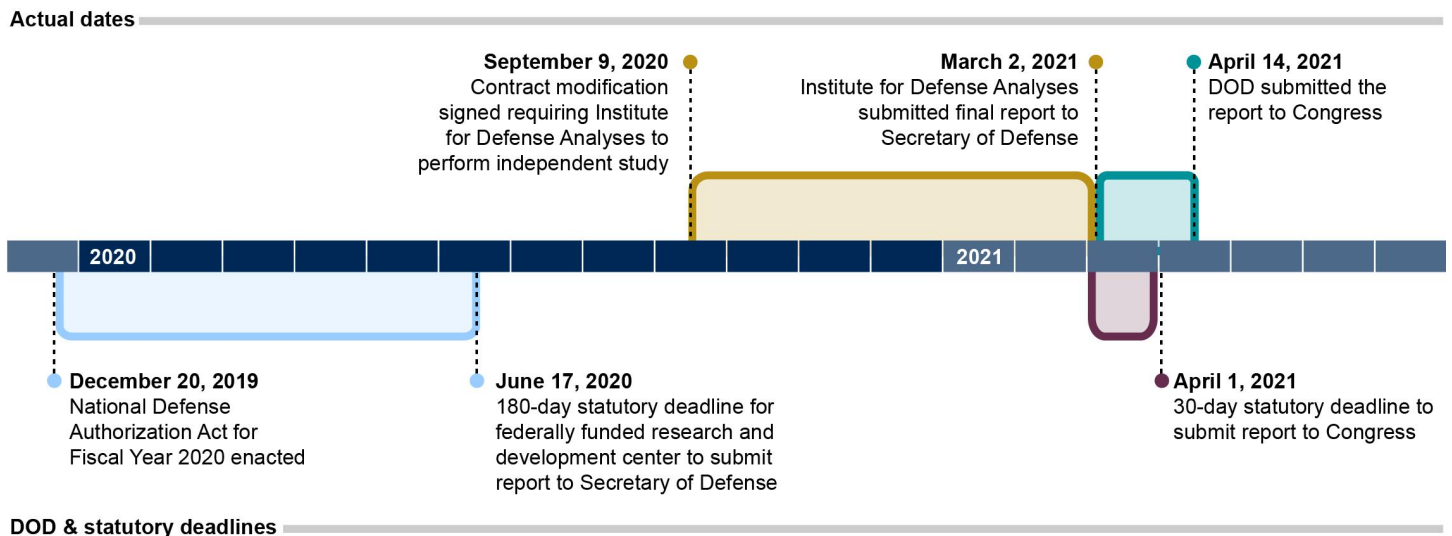 Actual dates
September 9, 2020
Contract modification
signed requiring Institute
for Defense Analyses to
perform independent study
March 2, 2021
Institute for Defense Analyses
submitted final report to
Secretary of Defense
April 14, 2021
DOD submitted the
report to Congress
2020
2021
December 20, 2019
National Defense
Authorization Act for
Fiscal Year 2020 enacted
June 17, 2020
180-day statutory deadline for
federally funded research and
development center to submit
report to Secretary of Defense
April 1, 2021
30-day statutory deadline to
submit report to Congress
DOD & statutory deadlines